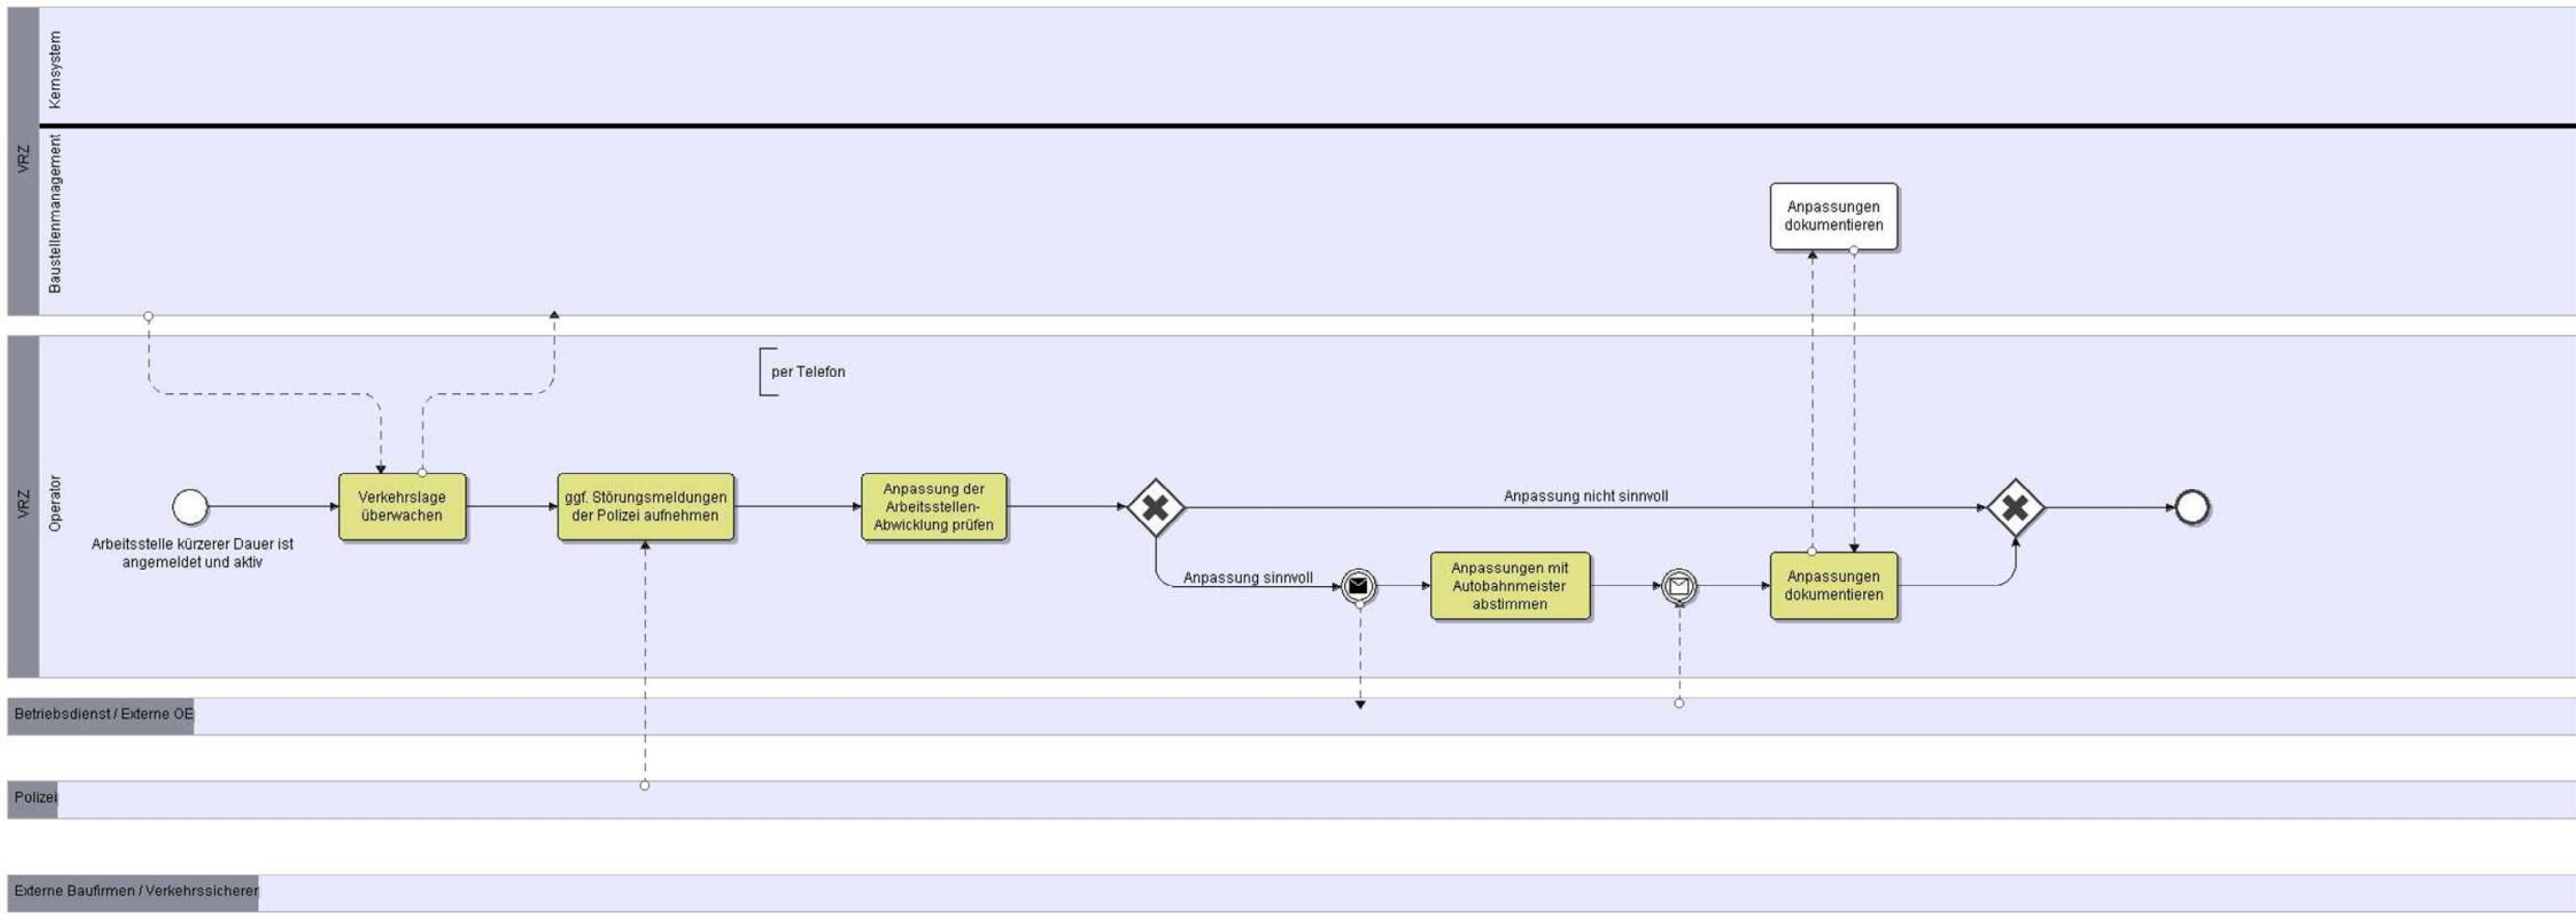 VRZ
Kernsystem
Baustellenmanagement
Anpassungen
dokumentieren
VRZ
Operator
per Telefon
Arbeitsstelle kürzerer Dauer ist
angemeldet und aktiv
Verkehrslage
überwachen
ggf. Störungsmeldungen
der Polizei aufnehmen
Anpassung der
Arbeitsstellen-
Abwicklung prüfen
Anpassung nicht sinnvoll
Anpassung sinnvoll
Anpassungen mit
Autobahnmeister
abstimmen
Anpassungen
dokumentieren
Betriebsdienst / Externe OE
Polizei
Externe Baufirmen / Verkehrssicherer